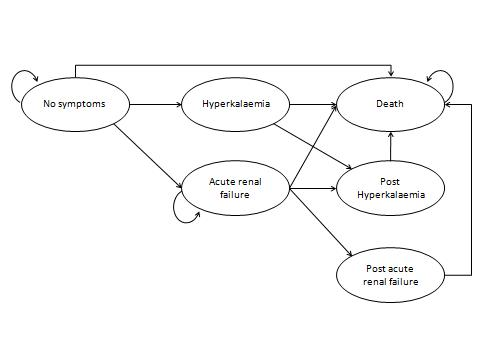 No symptoms
Hyperkalaemia
Death
Acute renal
failure
Post
Hyperkalaemia
Post acute
renal failure